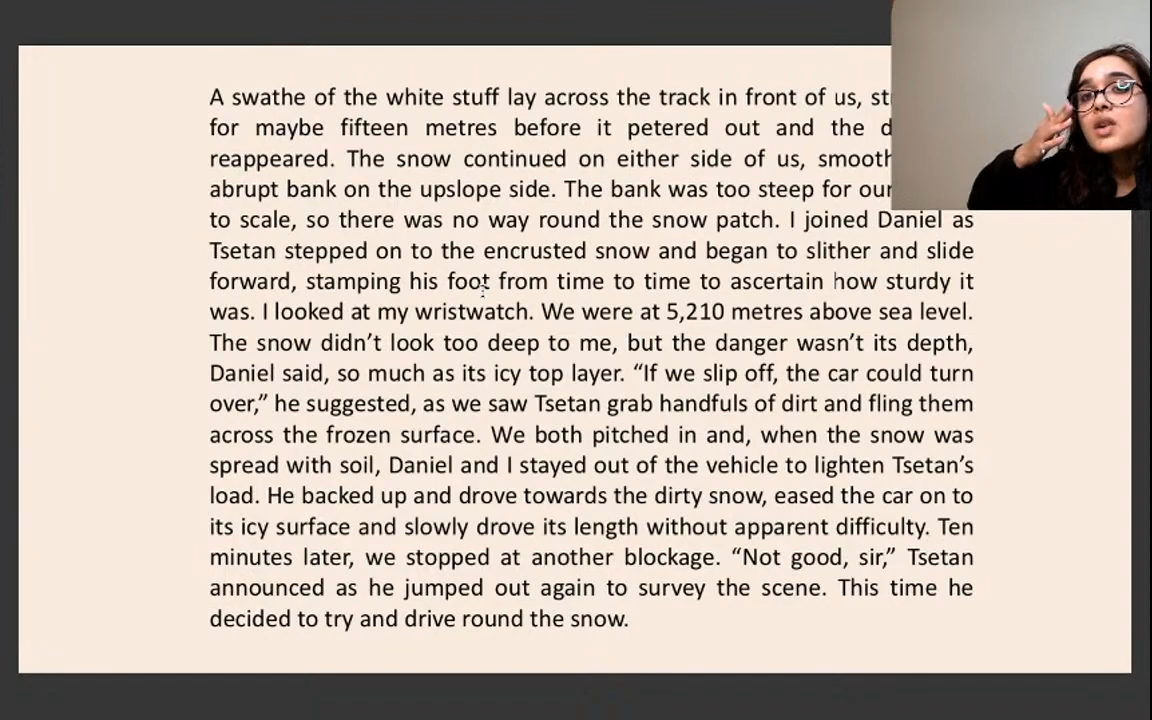 A swathe of the white stuff lay across the track in front of us,
for maybe fifteen metres before it petered out and the
reappeared. The snow continued on either side of us,
abrupt bank on the upslope side. The bank was too steep for our
to scale, so there was no way round the snow patch. I joined Daniel as
Tsetan stepped on to the encrusted snow and began to slither and slide
forward, stamping his foot from time to time to ascertain how sturdy it
was. I looked at my wristwatch. We were at 5,210 metres above sea level.
The snow didn’t look too deep to me, but the danger wasn’t its depth,
Daniel said, so much as its icy top layer. “If we slip off, the car could turn
over,” he suggested, as we saw Tsetan grab handfuls of dirt and fling them
across the frozen surface. We both pitched in and, when the snow was
spread with soil, Daniel and I stayed out of the vehicle to lighten Tsetan’s
load. He backed up and drove towards the dirty snow, eased the car on to
its icy surface and slowly drove its length without apparent difficulty. Ten
minutes later, we stopped at another blockage. “Not good, sir,” Tsetan
announced as he jumped out again to survey the scene. This time he
decided to try and drive round the snow.